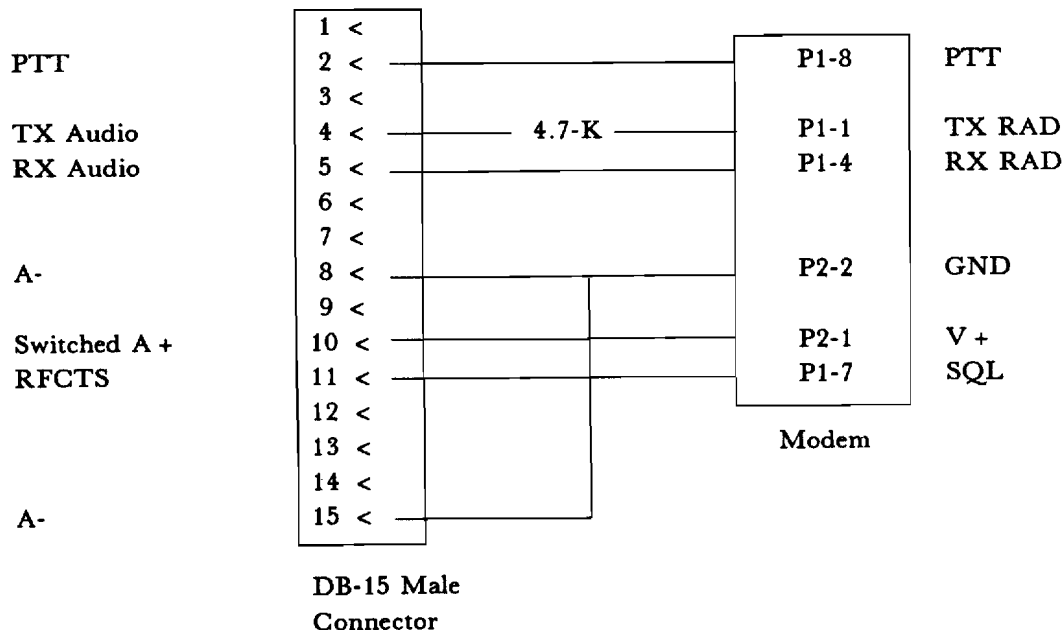 1 <
PTT 2 < P1-8 PTT
3 <
TX Audio 4 < 4.7-K P1-1 TX RAD
RX Audio 5 < P1-4 RX RAD
6 <
7 <
A- 8 < P2-2 GND
9 <
Switched A + 10 < P2-1 V +
RFCTS 11 < P1-7 SQL
12 <
Modem
13 <
14 <
A- 15 <
DB-15 Male
Connector